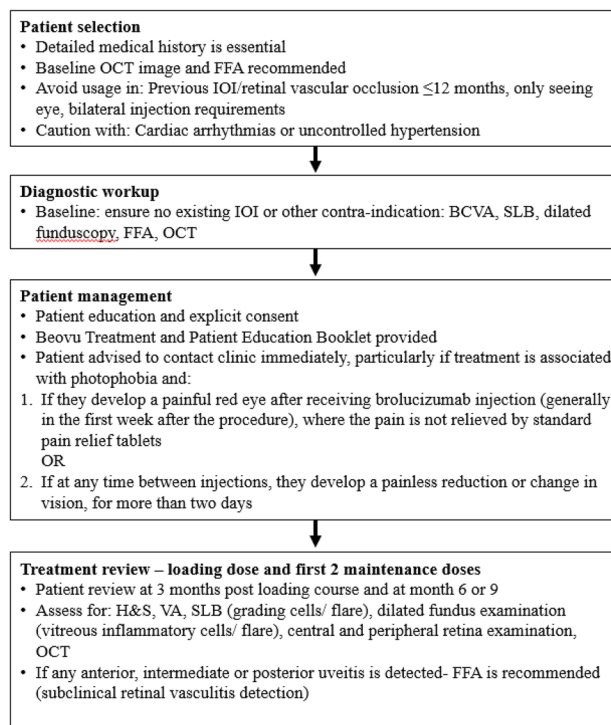 Patient selection
• Detailed medical history is essential
• Baseline OCT image and FFA recommended
• Avoid usage in: Previous IOI/retinal vascular occlusion ≤12 months, only seeing
eye, bilateral injection requirements
• Caution with: Cardiac arrhythmias or uncontrolled hypertension
Diagnostic workup
• Baseline: ensure no existing IOI or other contra-indication: BCVA, SLB, dilated
funduscopy, FFA, OCT
Patient management
• Patient education and explicit consent
• Beovu Treatment and Patient Education Booklet provided
• Patient advised to contact clinic immediately, particularly if treatment is associated
with photophobia and:
1. If they develop a painful red eye after receiving brolucizumab injection (generally
in the first week after the procedure), where the pain is not relieved by standard
pain relief tablets
OR
2. If at any time between injections, they develop a painless reduction or change in
vision, for more than two days
Treatment review – loading dose and first 2 maintenance doses
• Patient review at 3 months post loading course and at month 6 or 9
• Assess for: H&S, VA, SLB (grading cells/ flare), dilated fundus examination
(vitreous inflammatory cells/ flare), central and peripheral retina examination,
OCT
• If any anterior, intermediate or posterior uveitis is detected- FFA is recommended
(subclinical retinal vasculitis detection)